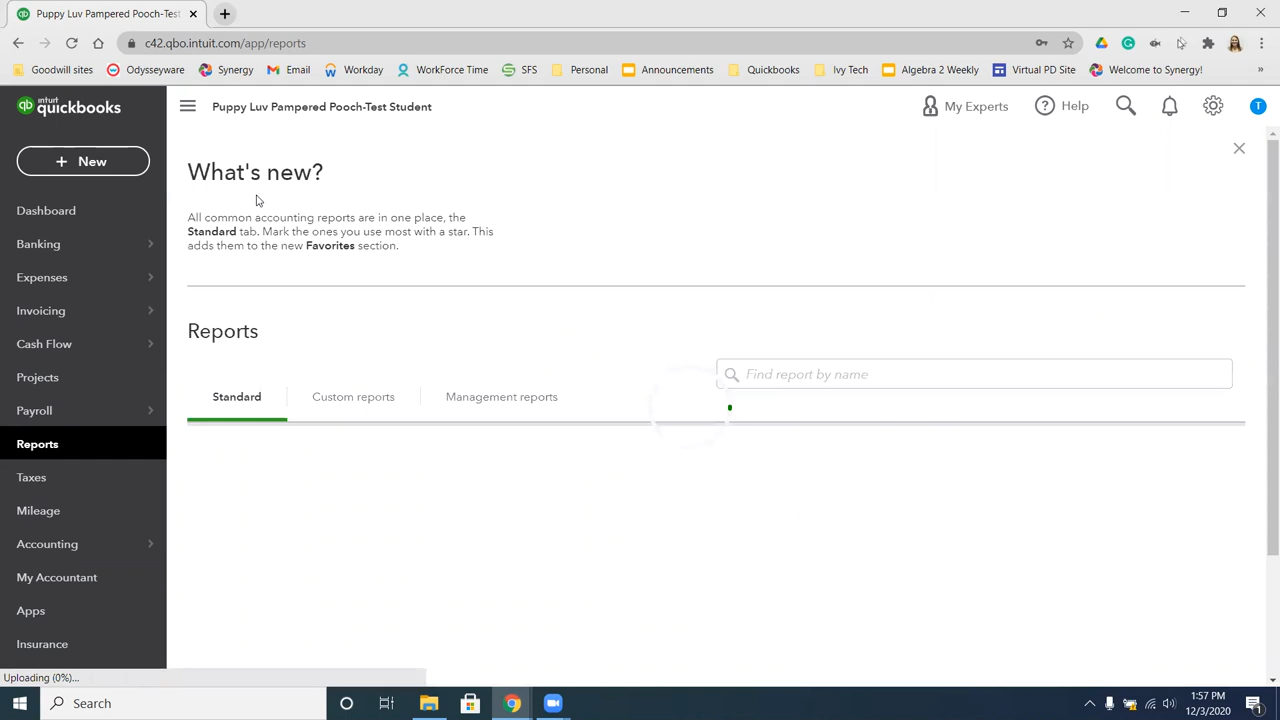 Puppy Luv Pampered Pooch-Test
c42.qbo.intuit.com/app/reports
Goodwill sites
Odysseyware
Synergy
Email
Workday
WorkForce Time
SFS
Personal
Announcements
Quickbooks
Ivy Tech
Algebra 2 Weekly
Virtual PD Site
Welcome to Synergy!
»
intuit
quickbooks
Puppy Luv Pampered Pooch-Test Student
My Experts
Help
T
+ New
Dashboard
Banking
Expenses
Invoicing
Cash Flow
Projects
Payroll
Reports
Taxes
Mileage
Accounting
My Accountant
Apps
Insurance
What's new?
All common accounting reports are in one place, the
Standard tab. Mark the ones you use most with a star. This
adds them to the new Favorites section.
Reports
Find report by name
Standard
Custom reports
Management reports
Uploading (0%)...
Search
1:57 PM
12/3/2020
1